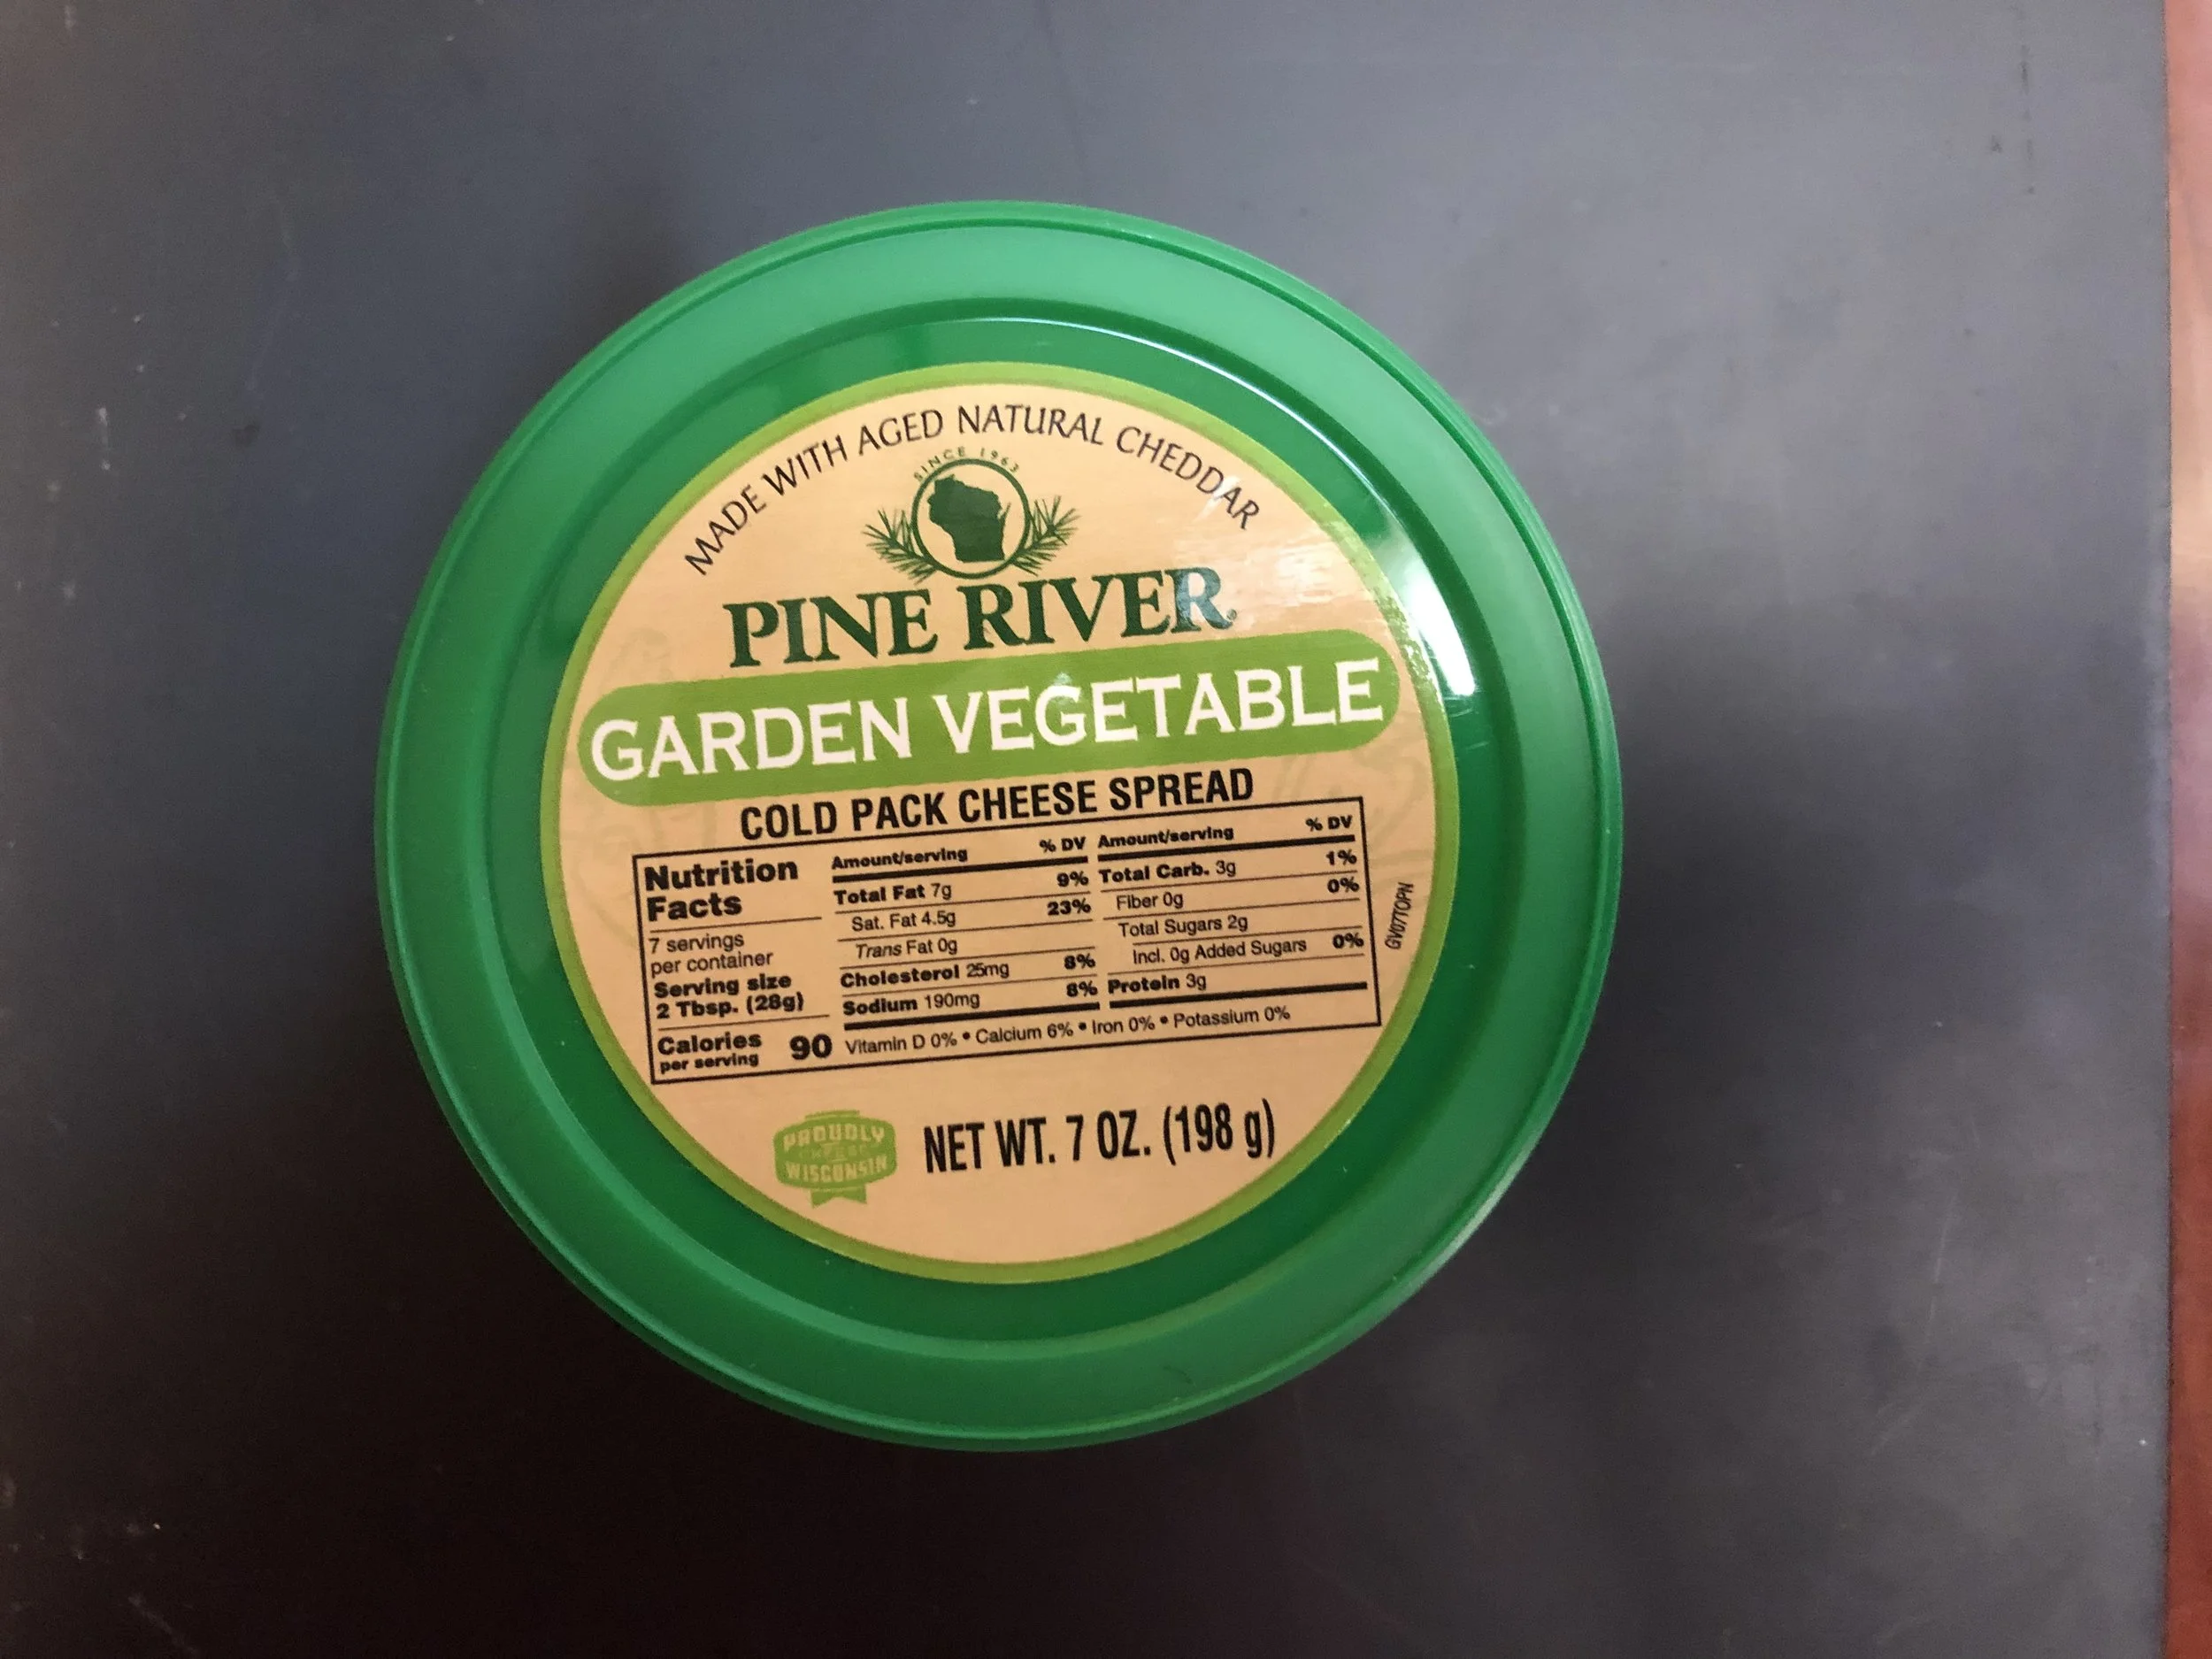 MADE WITH AGED NATURAL CHEDDAR
SINCE 1963
PINE RIVER
GARDEN VEGETABLE
COLD PACK CHEESE SPREAD
Nutrition
Facts
7 servings
per container
Serving size
2 Tbsp. (28g)
Calories
per serving
90
Amount/serving % DV
Total Fat 7g 9%
Sat. Fat 4.5g 23%
Trans Fat 0g
Cholesterol 25mg 8%
Sodium 190mg 8%
Amount/serving % DV
Total Carb. 3g 1%
Fiber 0g 0%
Total Sugars 2g
Incl. 0g Added Sugars 0%
Protein 3g
Vitamin D 0% • Calcium 6% • Iron 0% • Potassium 0%
GV07TOPN
PROUDLY
WISCONSIN
CHEESE
NET WT. 7 OZ. (198 g)